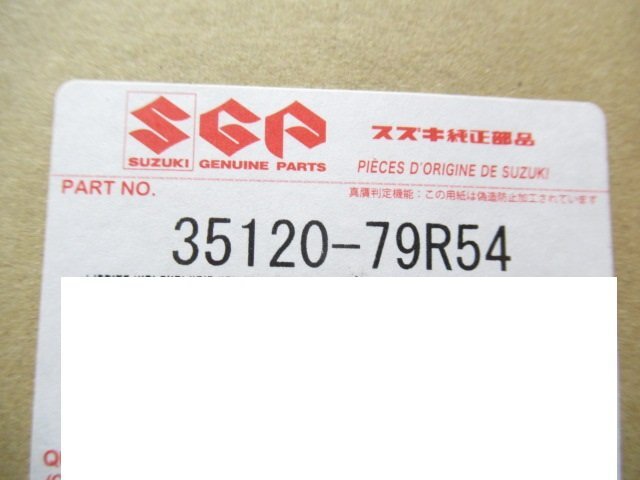 SGP スズキ純正部品
SUZUKI GENUINE PARTS PIÈCES D'ORIGINE DE SUZUKI
PART NO. 真贋判定機能：この用紙は偽造防止加工されています
35120-79R54